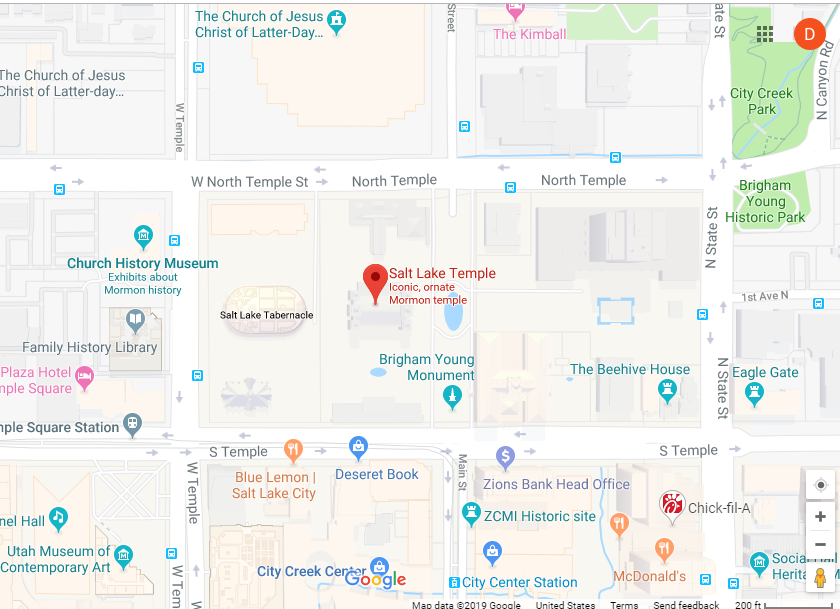 The Church of Jesus
Christ of Latter-Day...
Street
The Kimball
ate St
D
N Canyon Rd
The Church of Jesus
Christ of Latter-day...
City Creek
Park
W Temple
W North Temple St
North Temple
North Temple
Brigham
Young
Historic Park
N State St
Church History Museum
Exhibits about
Mormon history
Salt Lake Temple
Iconic, ornate
Mormon temple
1st Ave N
Salt Lake Tabernacle
Family History Library
Plaza Hotel
mple Square
Brigham Young
Monument
The Beehive House
Eagle Gate
N State St
mple Square Station
S Temple
S Temple
Blue Lemon |
Salt Lake City
Deseret Book
Main St
Zions Bank Head Office
W Temple
nel Hall
ZCMI Historic site
Chick-fil-A
Utah Museum of
Contemporary Art
City Creek Center
Google
City Center Station
McDonald's
Social Hall
Herita
W Tem
Map data ©2019 Google
United States
Terms
Send feedback
200 ft